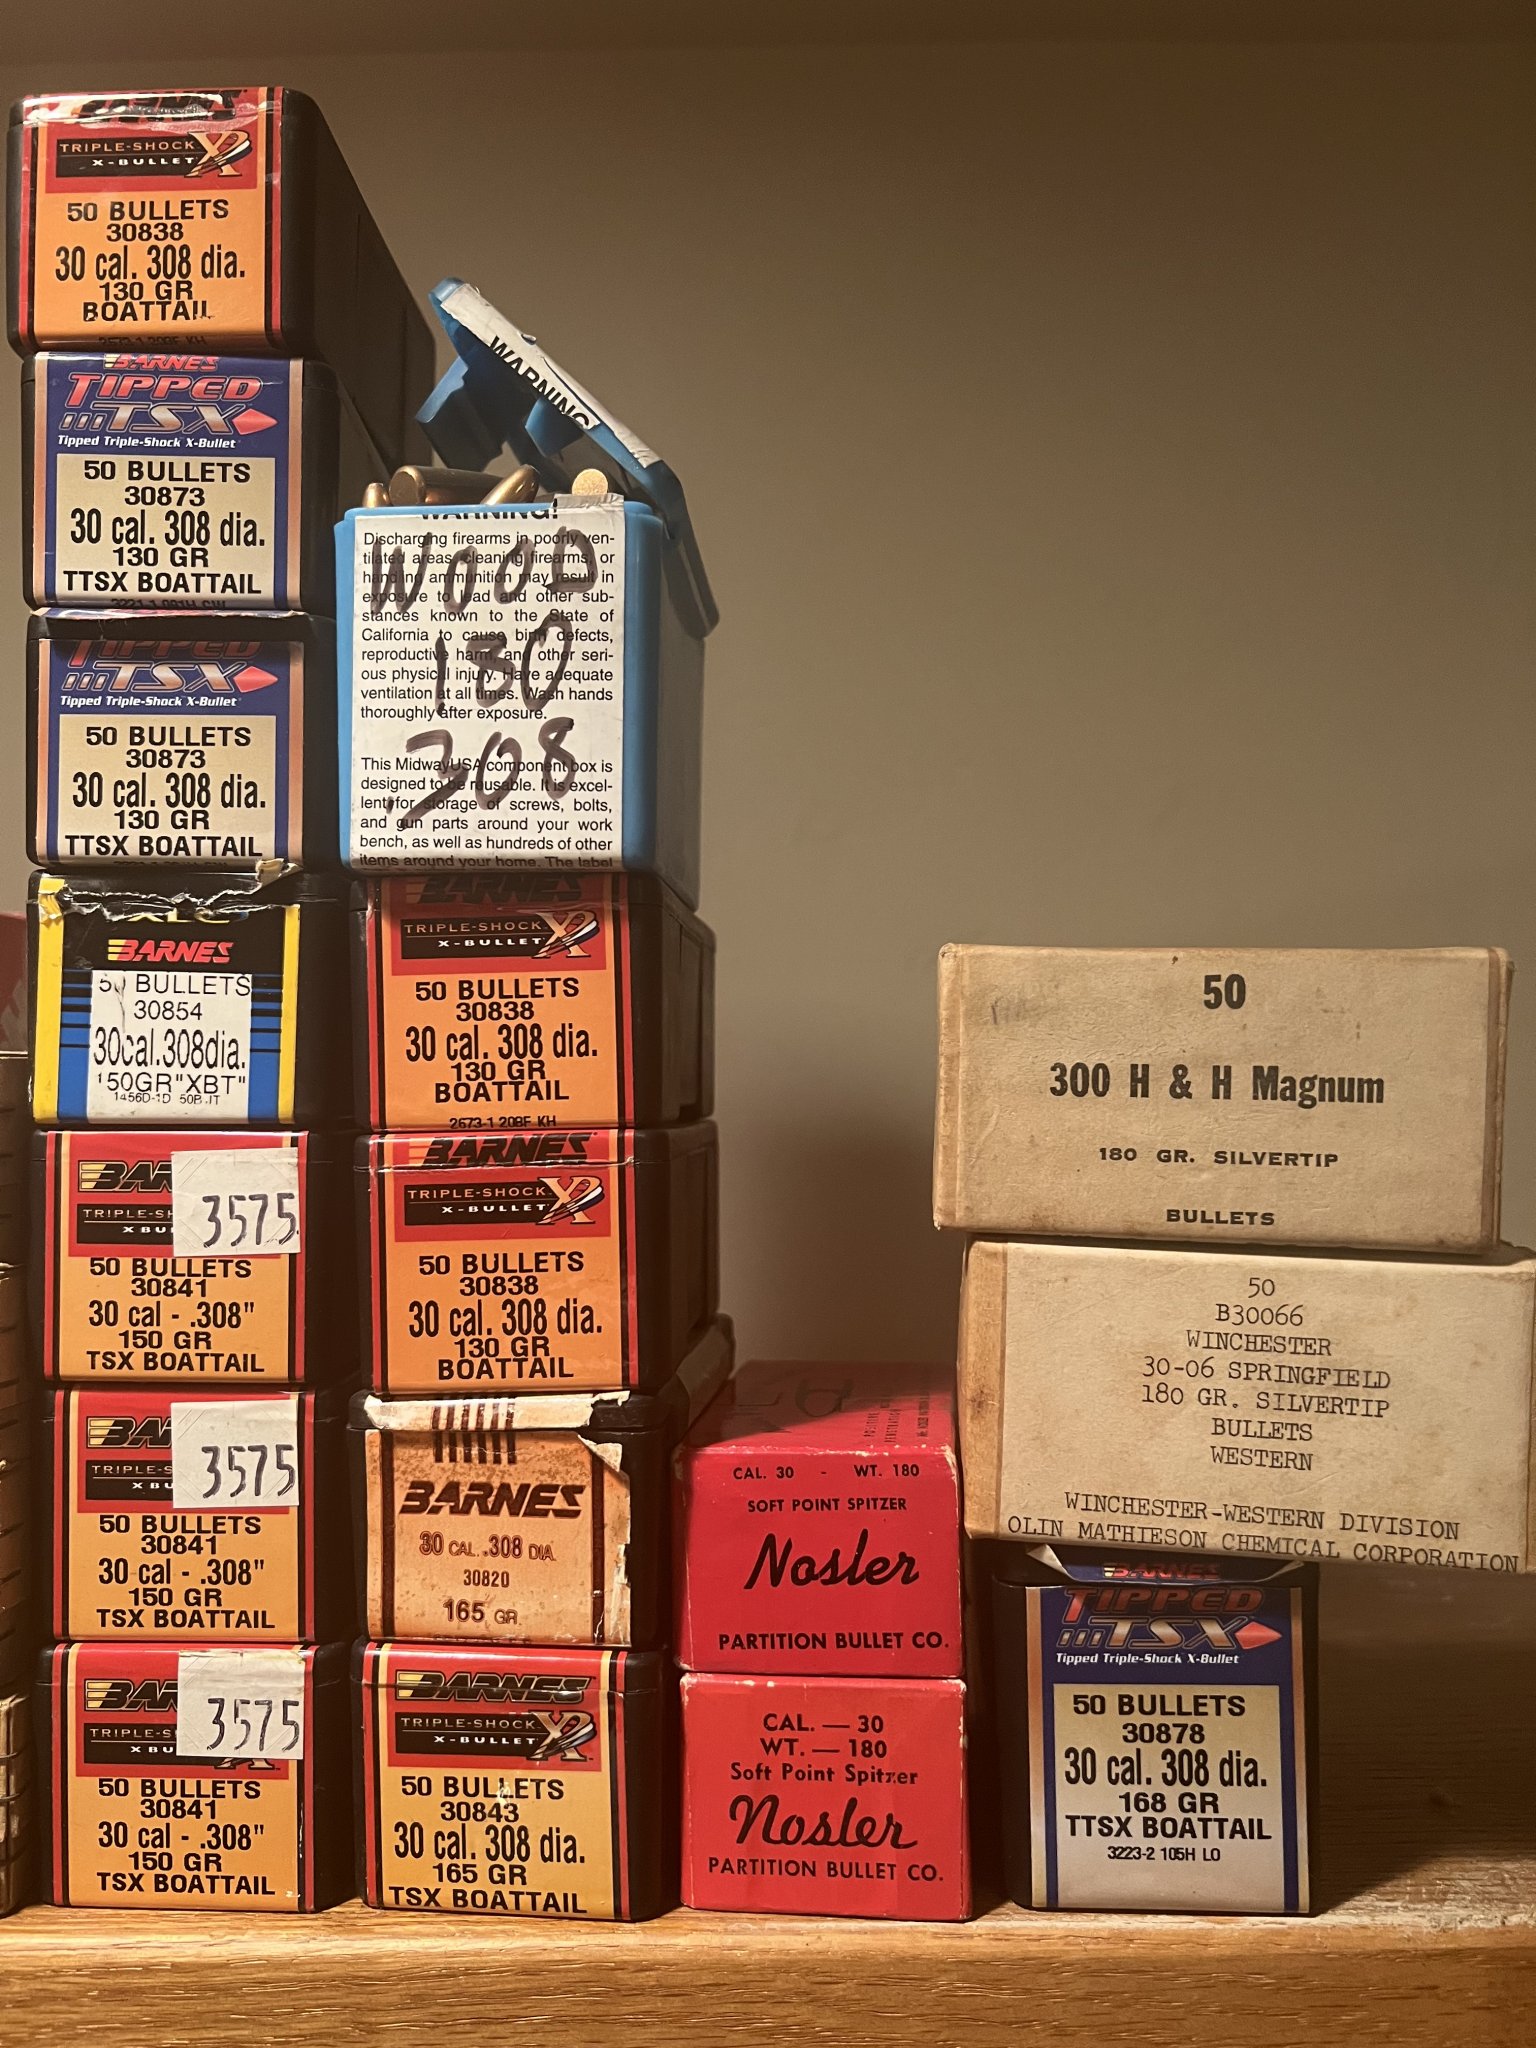 BARNES
TRIPLE-SHOCK
X-BULLET
50 BULLETS
30838
30 cal. 308 dia.
130 GR
BOATTAIL
2673-1 208F KH
BARNES
TIPPED
TSX
Tipped Triple-Shock X-Bullet
50 BULLETS
30873
30 cal. 308 dia.
130 GR
TTSX BOATTAIL
TIPPED
TSX
Tipped Triple-Shock X-Bullet
50 BULLETS
30873
30 cal. 308 dia.
130 GR
TTSX BOATTAIL
BARNES
50 BULLETS
30854
30cal.308dia.
150GR"XBT"
1456D-1D
3575
50 BULLETS
30841
30 cal - .308"
150 GR
TSX BOATTAIL
3575
50 BULLETS
30841
30 cal - .308"
150 GR
TSX BOATTAIL
3575
50 BULLETS
30841
30 cal - .308"
150 GR
TSX BOATTAIL
WARNING
WARNING!
Discharging firearms in poorly ven-
tilated areas, cleaning firearms, or
handling ammunition may result in
exposure to lead and other sub-
stances known to the State of
California to cause birth defects,
reproductive harm, and other seri-
ous physical injury. Have adequate
ventilation at all times. Wash hands
thoroughly after exposure.
This MidwayUSA component box is
designed to be reusable. It is excel-
lent for storage of screws, bolts,
and gun parts around your work
bench, as well as hundreds of other
items around your home. The label
WOOD
180
.308
BARNES
TRIPLE-SHOCK
X-BULLET
50 BULLETS
30838
30 cal. 308 dia.
130 GR
BOATTAIL
2673-1 208F KH
BARNES
TRIPLE-SHOCK
X-BULLET
50 BULLETS
30838
30 cal. 308 dia.
130 GR
BOATTAIL
BARNES
30 CAL. .308 DIA.
30820
165 GR.
BARNES
TRIPLE-SHOCK
X-BULLET
50 BULLETS
30843
30 cal. 308 dia.
165 GR
TSX BOATTAIL
CAL. 30 - WT. 180
SOFT POINT SPITZER
Nosler
PARTITION BULLET CO.
CAL. — 30
WT. — 180
Soft Point Spitzer
Nosler
PARTITION BULLET CO.
50
300 H & H Magnum
180 GR. SILVERTIP
BULLETS
50
B30066
WINCHESTER
30-06 SPRINGFIELD
180 GR. SILVERTIP
BULLETS
WESTERN
WINCHESTER-WESTERN DIVISION
OLIN MATHIESON CHEMICAL CORPORATION
BARNES
TIPPED
TSX
Tipped Triple-Shock X-Bullet
50 BULLETS
30878
30 cal. 308 dia.
168 GR
TTSX BOATTAIL
3223-2 105H LO